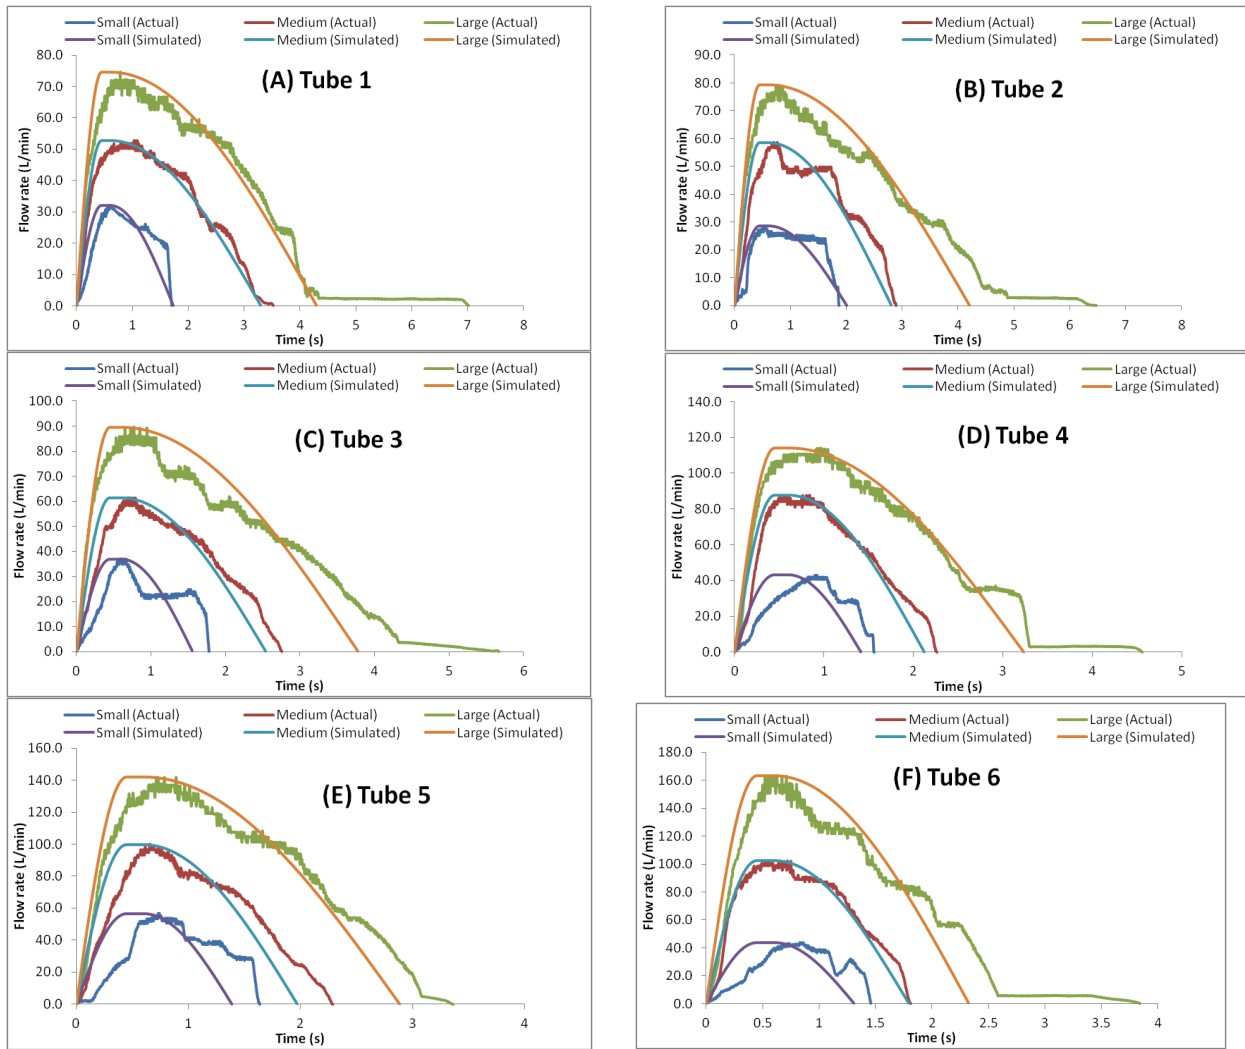 Small (Actual) Medium (Actual) Large (Actual)
Small (Simulated) Medium (Simulated) Large (Simulated)
(A) Tube 1
Flow rate (L/min)
80.0
70.0
60.0
50.0
40.0
30.0
20.0
10.0
0.0
0 1 2 3 4 5 6 7 8
Time (s)
Small (Actual) Medium (Actual) Large (Actual)
Small (Simulated) Medium (Simulated) Large (Simulated)
(B) Tube 2
Flow rate (L/min)
90.0
80.0
70.0
60.0
50.0
40.0
30.0
20.0
10.0
0.0
0 1 2 3 4 5 6 7 8
Time (s)
Small (Actual) Medium (Actual) Large (Actual)
Small (Simulated) Medium (Simulated) Large (Simulated)
(C) Tube 3
Flow rate (L/min)
100.0
90.0
80.0
70.0
60.0
50.0
40.0
30.0
20.0
10.0
0.0
0 1 2 3 4 5 6
Time (s)
Small (Actual) Medium (Actual) Large (Actual)
Small (Simulated) Medium (Simulated) Large (Simulated)
(D) Tube 4
Flow rate (L/min)
140.0
120.0
100.0
80.0
60.0
40.0
20.0
0.0
0 1 2 3 4 5
Time (s)
Small (Actual) Medium (Actual) Large (Actual)
Small (Simulated) Medium (Simulated) Large (Simulated)
(E) Tube 5
Flow rate (L/min)
160.0
140.0
120.0
100.0
80.0
60.0
40.0
20.0
0.0
0 1 2 3 4
Time (s)
Small (Actual) Medium (Actual) Large (Actual)
Small (Simulated) Medium (Simulated) Large (Simulated)
(F) Tube 6
Flow rate (L/min)
180.0
160.0
140.0
120.0
100.0
80.0
60.0
40.0
20.0
0.0
0 0.5 1 1.5 2 2.5 3 3.5 4
Time (s)